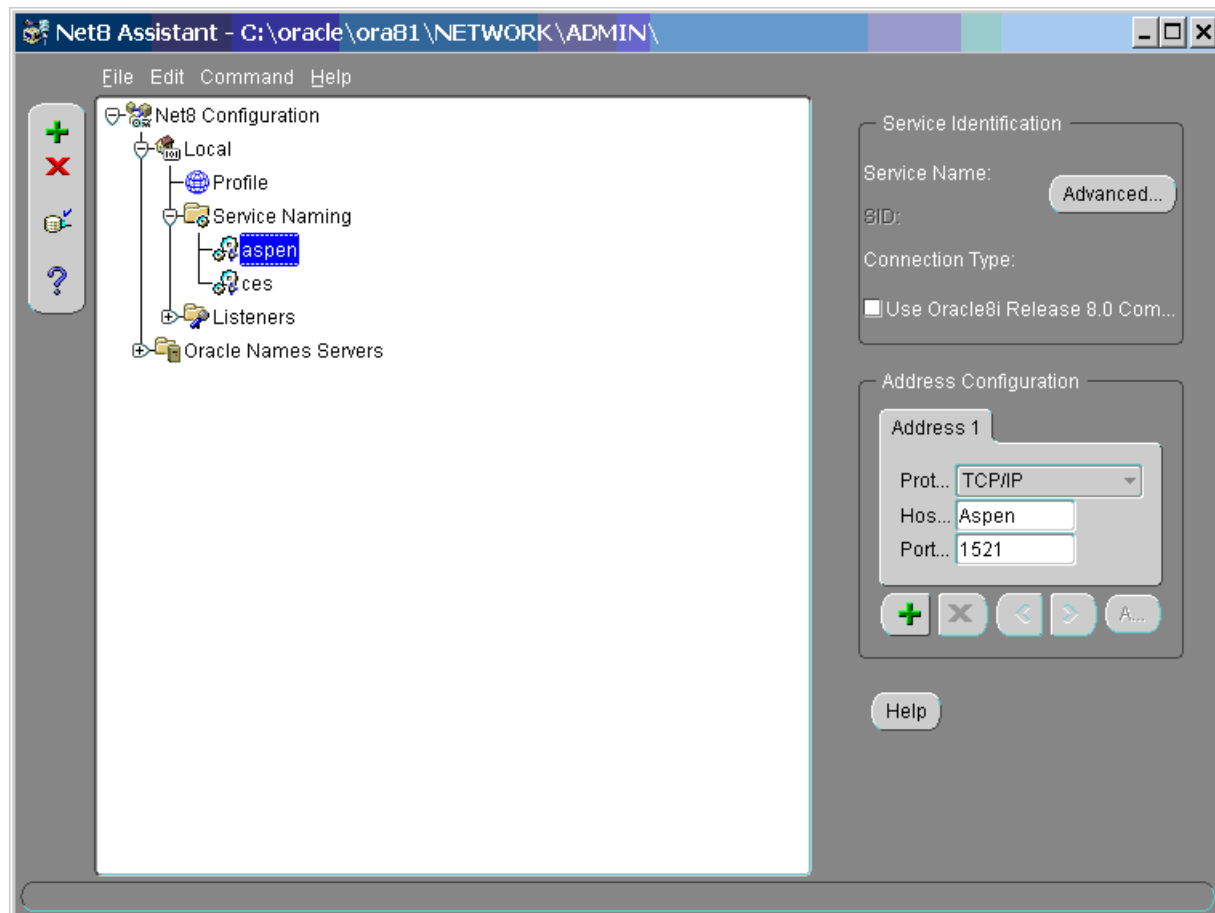 Net8 Assistant - C:\oracle\ora81\NETWORK\ADMIN\
File Edit Command Help
Net8 Configuration
Local
Profile
Service Naming
aspen
ces
Listeners
Oracle Names Servers
Service Identification
Service Name:
Advanced...
SID:
Connection Type:
Use Oracle8i Release 8.0 Com...
Address Configuration
Address 1
Prot... TCP/IP
Hos... Aspen
Port... 1521
A...
Help